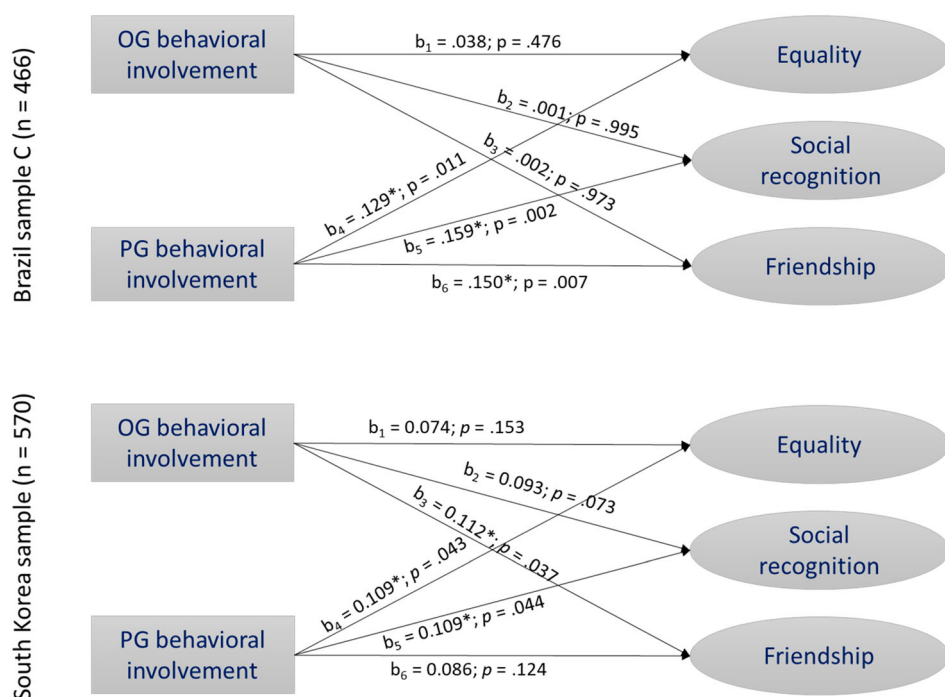 Brazil sample C (n = 466)
OG behavioral
involvement
PG behavioral
involvement
b₁ = .038; p = .476
b₂ = .001; p = .995
b₃ = .002; p = .973
b₄ = .129*; p = .011
b₅ = .159*; p = .002
b₆ = .150*; p = .007
Equality
Social
recognition
Friendship
South Korea sample (n = 570)
OG behavioral
involvement
PG behavioral
involvement
b₁ = 0.074; p = .153
b₂ = 0.093; p = .073
b₃ = 0.112*; p = .037
b₄ = 0.109*; p = .043
b₅ = 0.109*; p = .044
b₆ = 0.086; p = .124
Equality
Social
recognition
Friendship